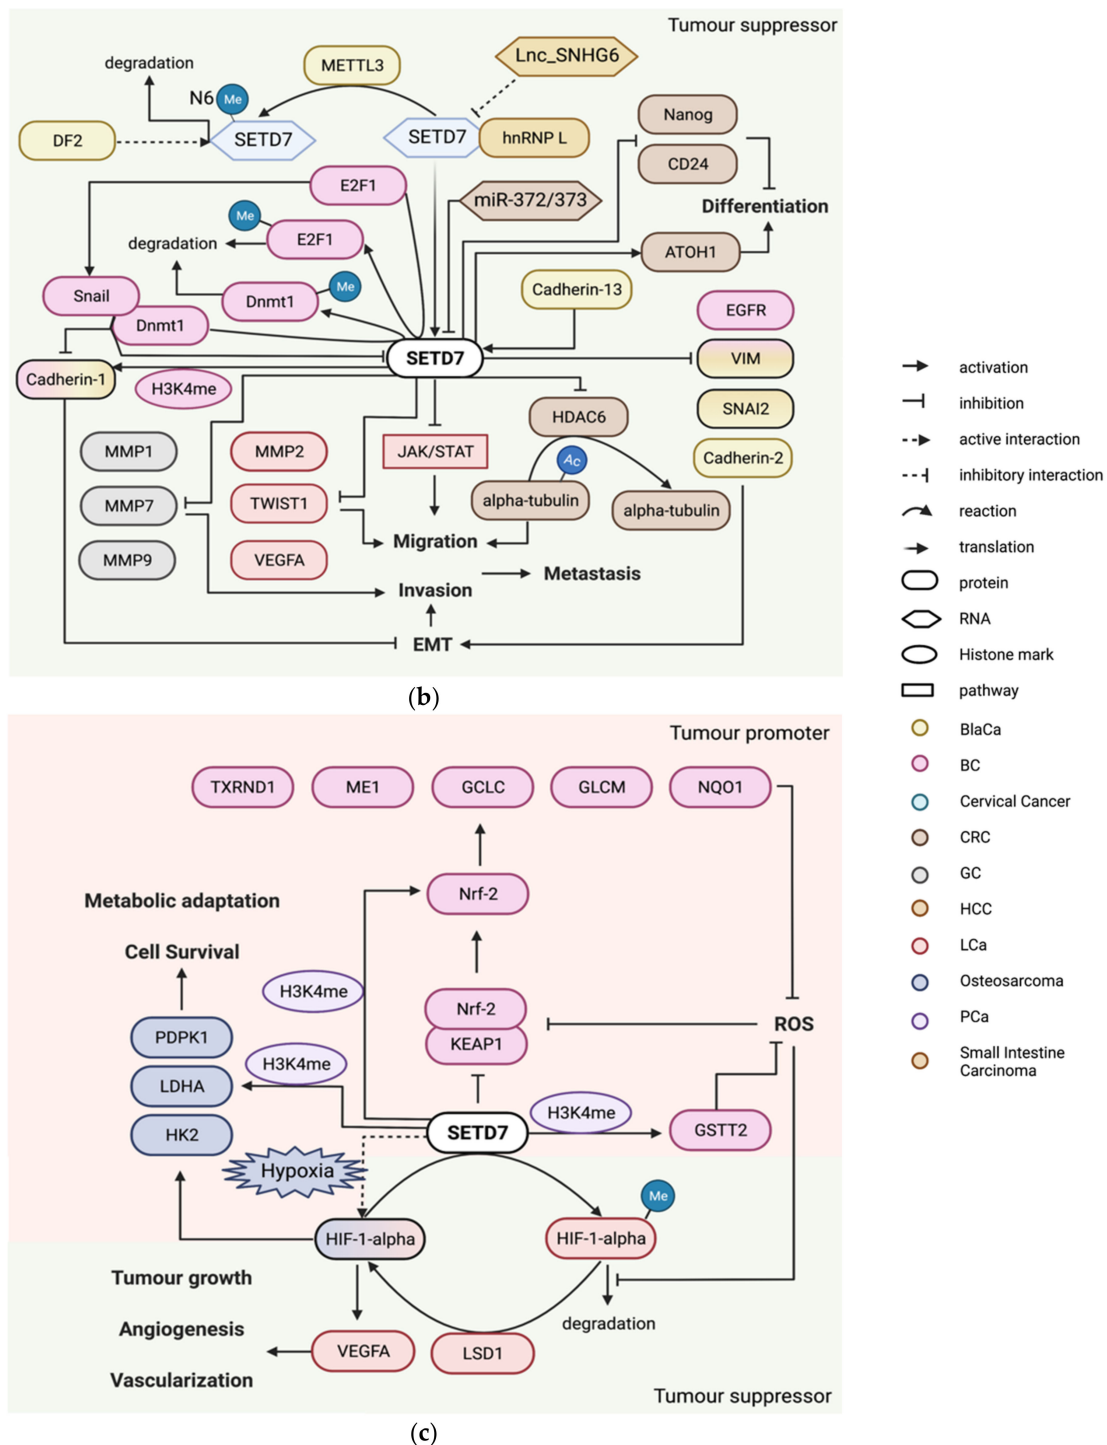 Tumour suppressor
Lnc_SNHG6
METTL3
degradation
N6
Me
DF2
SETD7
SETD7
hnRNP L
Nanog
CD24
Differentiation
E2F1
miR-372/373
Me
E2F1
degradation
ATOH1
Me
Dnmt1
Cadherin-13
Snail
Dnmt1
EGFR
SETD7
VIM
Cadherin-1
H3K4me
HDAC6
SNAI2
MMP1
MMP2
JAK/STAT
Ac
Cadherin-2
MMP7
TWIST1
alpha-tubulin
alpha-tubulin
Migration
MMP9
VEGFA
Metastasis
Invasion
EMT
(b)
activation
inhibition
active interaction
inhibitory interaction
reaction
translation
protein
RNA
Histone mark
pathway
BlaCa
BC
Cervical Cancer
CRC
GC
HCC
LCa
Osteosarcoma
PCa
Small Intestine
Carcinoma
Tumour promoter
TXRND1
ME1
GCLC
GLCM
NQO1
Metabolic adaptation
Nrf-2
Cell Survival
H3K4me
Nrf-2
KEAP1
ROS
PDPK1
H3K4me
LDHA
HK2
SETD7
H3K4me
GSTT2
Hypoxia
Me
HIF-1-alpha
HIF-1-alpha
Tumour growth
degradation
Angiogenesis
VEGFA
LSD1
Vascularization
Tumour suppressor
(c)